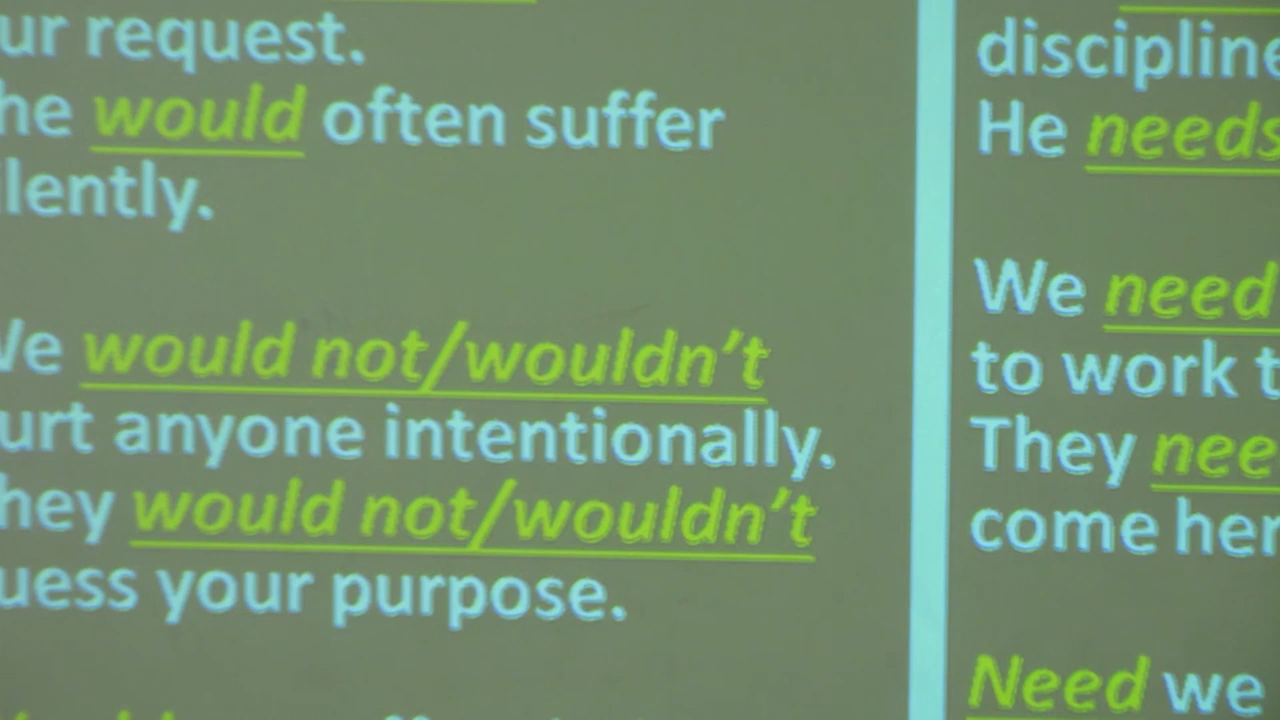 ur request.
he would often suffer
lently.
We would not/wouldn't
urt anyone intentionally.
hey would not/wouldn't
uess your purpose.
discipline
He needs
We need
to work t
They nee
come her
Need we